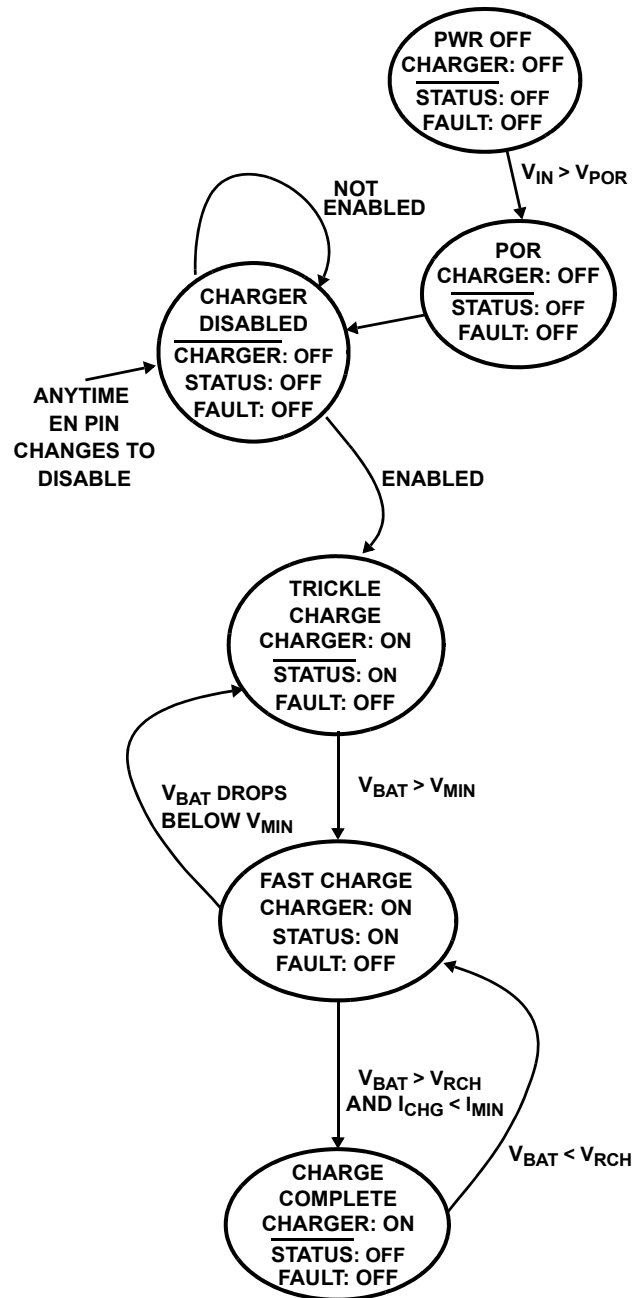 PWR OFF
CHARGER: OFF
STATUS: OFF
FAULT: OFF
VIN > VPOR
POR
CHARGER: OFF
STATUS: OFF
FAULT: OFF
NOT
ENABLED
CHARGER
DISABLED
CHARGER: OFF
STATUS: OFF
FAULT: OFF
ANYTIME
EN PIN
CHANGES TO
DISABLE
ENABLED
TRICKLE
CHARGE
CHARGER: ON
STATUS: ON
FAULT: OFF
VBAT DROPS
BELOW VMIN
VBAT > VMIN
FAST CHARGE
CHARGER: ON
STATUS: ON
FAULT: OFF
VBAT > VRCH
AND ICHG < IMIN
VBAT < VRCH
CHARGE
COMPLETE
CHARGER: ON
STATUS: OFF
FAULT: OFF